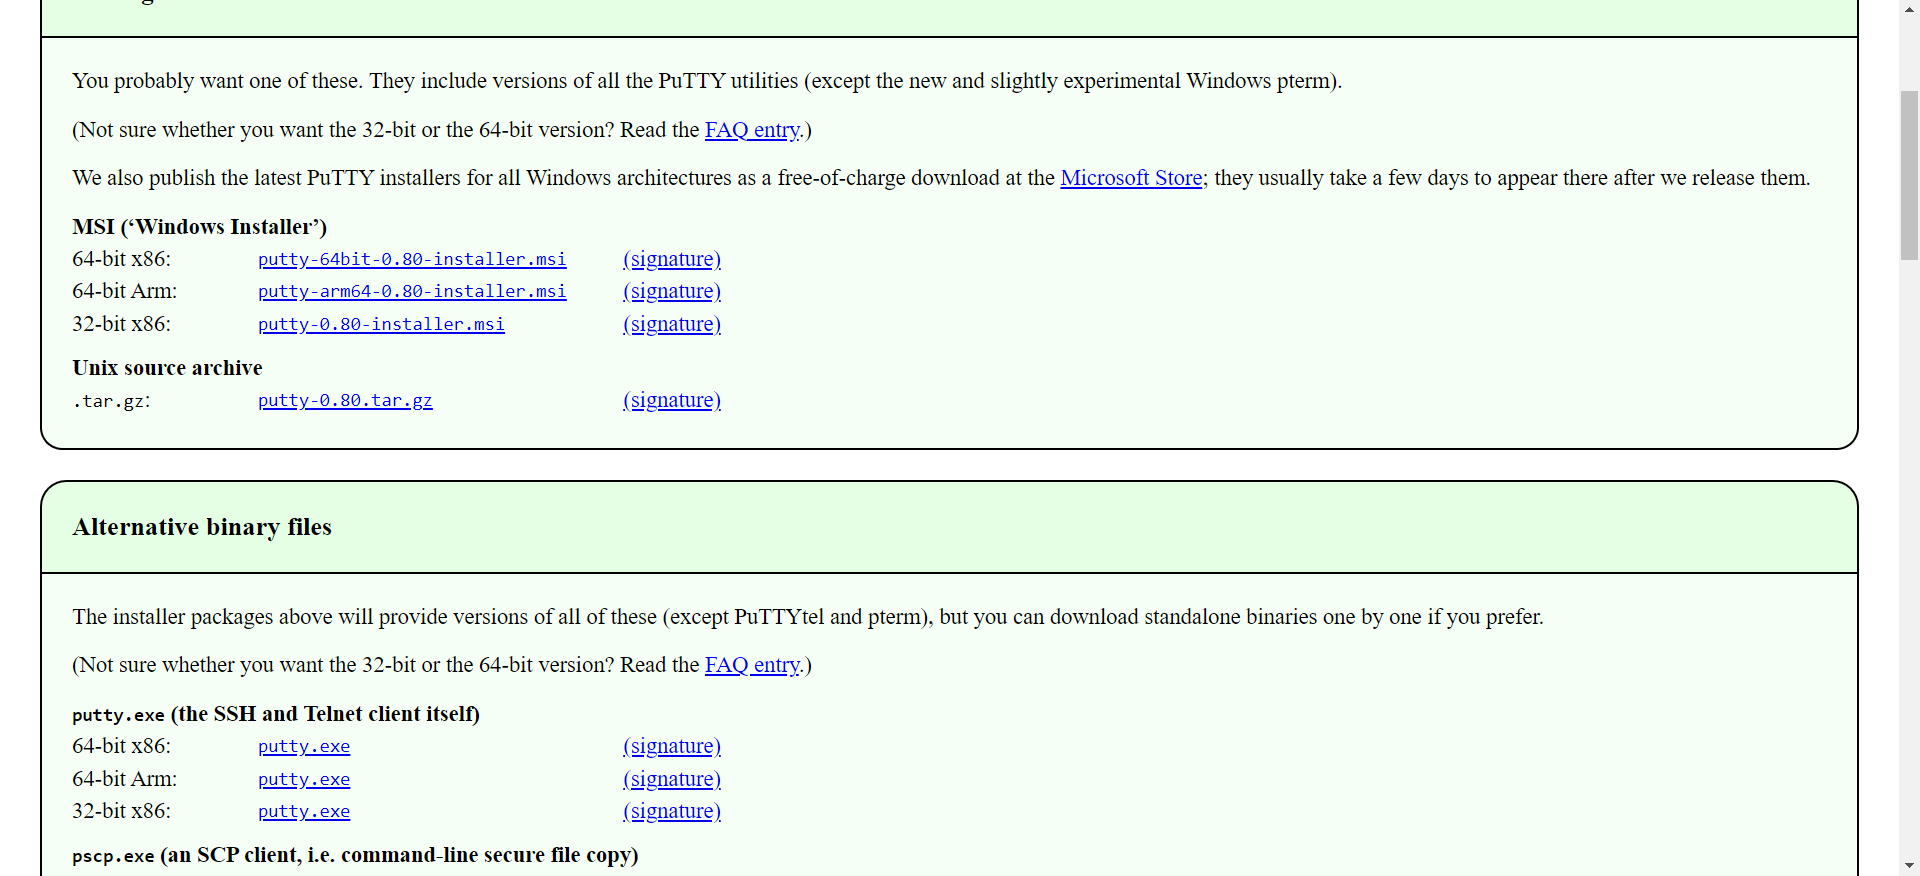 You probably want one of these. They include versions of all the PuTTY utilities (except the new and slightly experimental Windows pterm).
(Not sure whether you want the 32-bit or the 64-bit version? Read the FAQ entry.)
We also publish the latest PuTTY installers for all Windows architectures as a free-of-charge download at the Microsoft Store; they usually take a few days to appear there after we release them.
MSI (‘Windows Installer’)
64-bit x86: putty-64bit-0.80-installer.msi (signature)
64-bit Arm: putty-arm64-0.80-installer.msi (signature)
32-bit x86: putty-0.80-installer.msi (signature)
Unix source archive
.tar.gz: putty-0.80.tar.gz (signature)
Alternative binary files
The installer packages above will provide versions of all of these (except PuTTYtel and pterm), but you can download standalone binaries one by one if you prefer.
(Not sure whether you want the 32-bit or the 64-bit version? Read the FAQ entry.)
putty.exe (the SSH and Telnet client itself)
64-bit x86: putty.exe (signature)
64-bit Arm: putty.exe (signature)
32-bit x86: putty.exe (signature)
pscp.exe (an SCP client, i.e. command-line secure file copy)